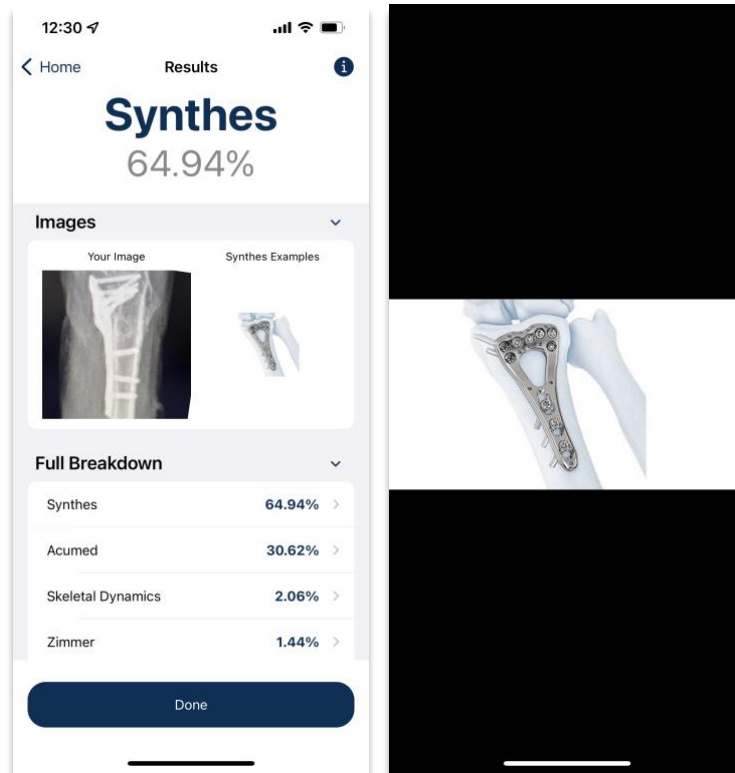 12:30
Home
Results
Synthes
64.94%
Images
Your Image
Synthes Examples
Full Breakdown
Synthes
64.94%
Acumed
30.62%
Skeletal Dynamics
2.06%
Zimmer
1.44%
Done